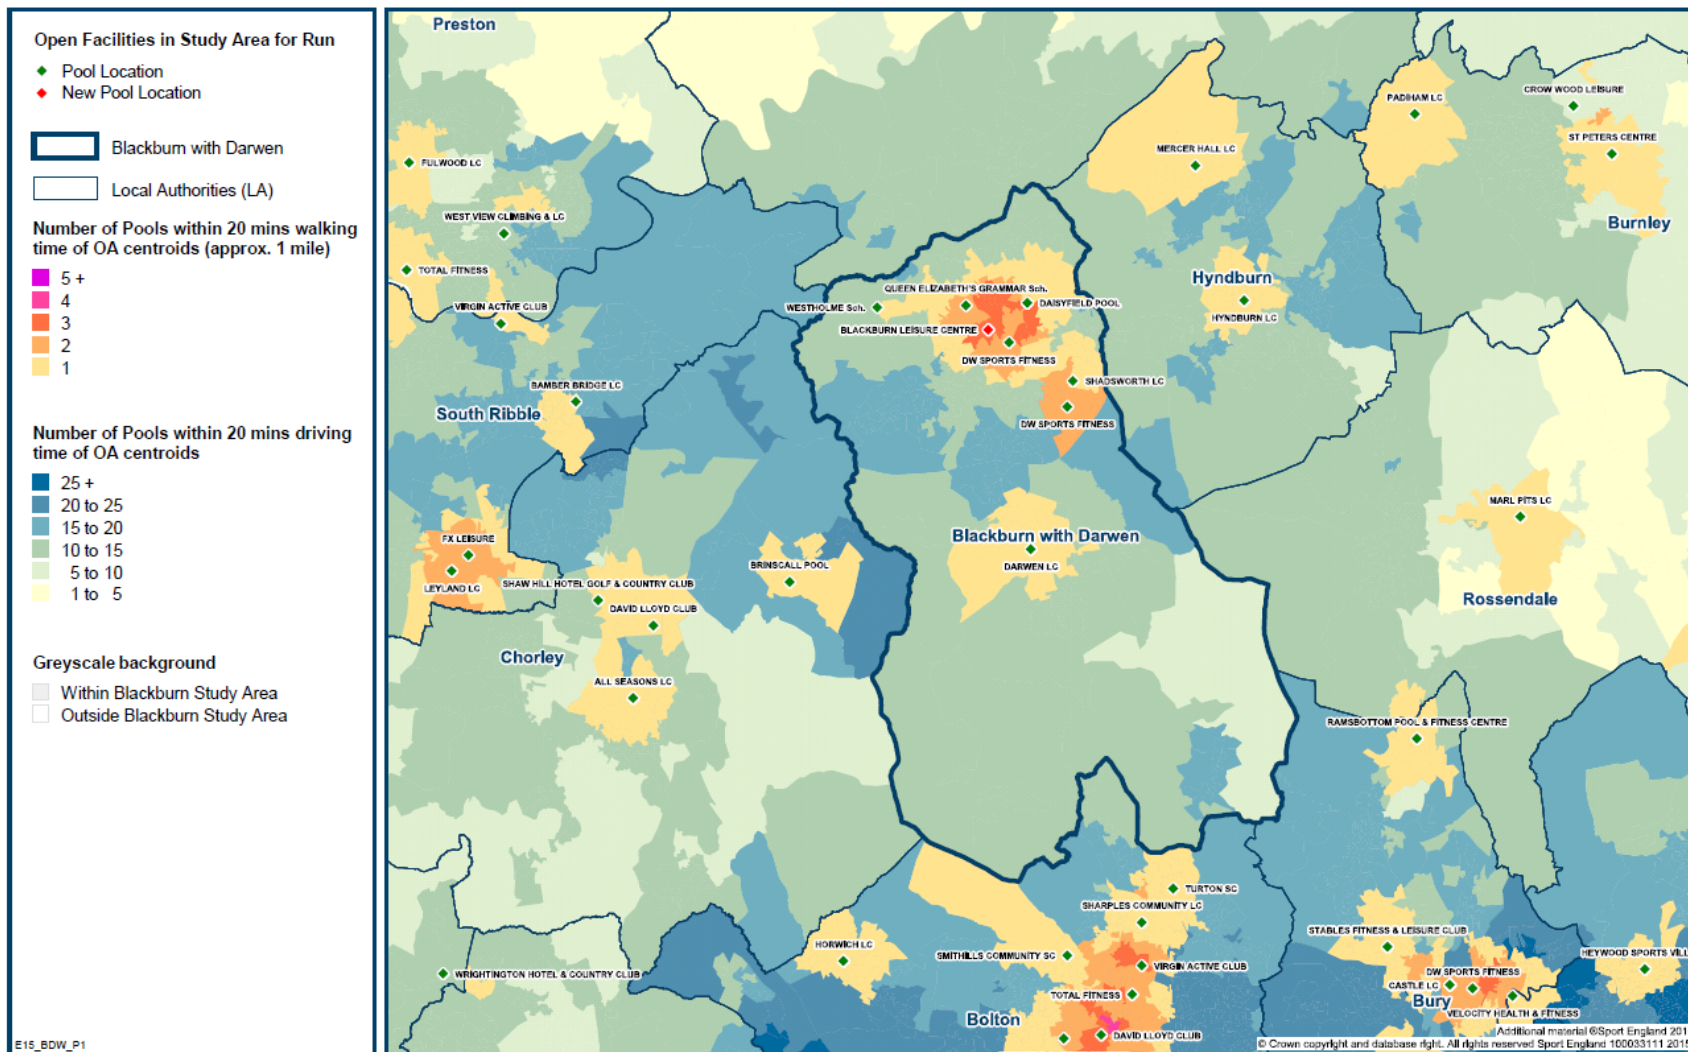 Open Facilities in Study Area for Run
Pool Location
New Pool Location
Blackburn with Darwen
Local Authorities (LA)
Number of Pools within 20 mins walking
time of OA centroids (approx. 1 mile)
5 +
4
3
2
1
Number of Pools within 20 mins driving
time of OA centroids
25 +
20 to 25
15 to 20
10 to 15
5 to 10
1 to 5
Greyscale background
Within Blackburn Study Area
Outside Blackburn Study Area
E15_BDW_P1
Preston
CROW WOOD LEISURE
PADIHAM LC
ST PETERS CENTRE
MERCER HALL LC
FULWOOD LC
WEST VIEW CLIMBING & LC
Burnley
TOTAL FITNESS
Hyndburn
QUEEN ELIZABETH'S GRAMMAR Sch.
VIRGIN ACTIVE CLUB
WESTHOLME Sch.
DAISYFIELD POOL
HYNDBURN LC
BLACKBURN LEISURE CENTRE
DW SPORTS FITNESS
BAMBER BRIDGE LC
SHADSWORTH LC
South Ribble
DW SPORTS FITNESS
MARL PITS LC
FX LEISURE
Blackburn with Darwen
BRINSCALL POOL
DARWEN LC
SHAW HILL HOTEL GOLF & COUNTRY CLUB
LEYLAND LC
Rossendale
DAVID LLOYD CLUB
Chorley
ALL SEASONS LC
RAMSBOTTOM POOL & FITNESS CENTRE
TURTON SC
SHARPLES COMMUNITY LC
STABLES FITNESS & LEISURE CLUB
HORWICH LC
SMITHILLS COMMUNITY SC
HEYWOOD SPORTS VILL
VIRGIN ACTIVE CLUB
WRIGHTINGTON HOTEL & COUNTRY CLUB
DW SPORTS FITNESS
CASTLE LC
TOTAL FITNESS
Bury
VELOCITY HEALTH & FITNESS
Bolton
DAVID LLOYD CLUB
Additional material ©Sport England 201
© Crown copyright and database right. All rights reserved Sport England 100033111 2015